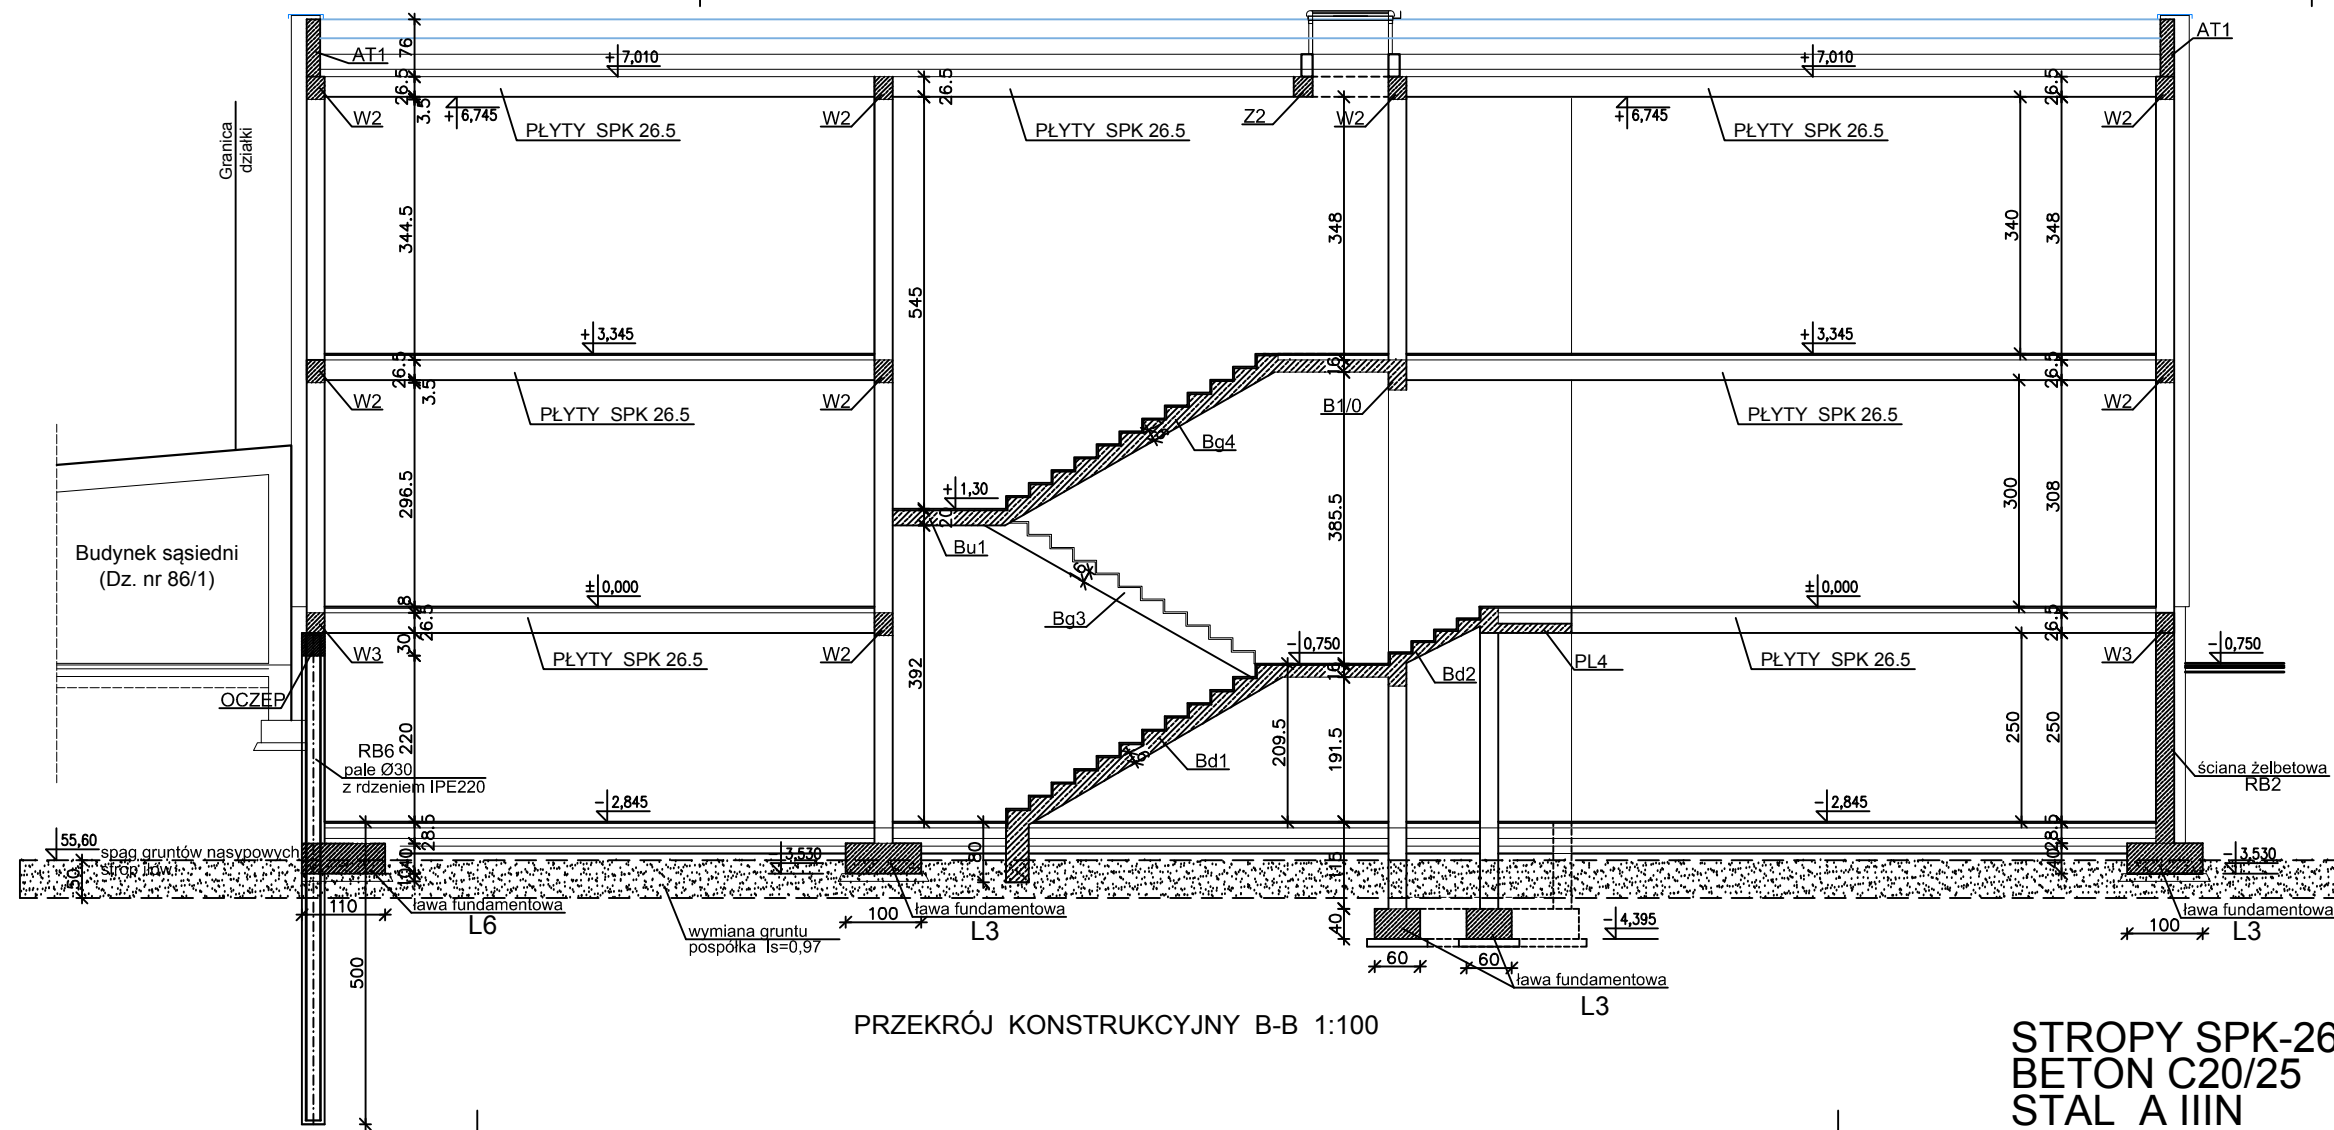 AT1
AT1
76
+7,010
+7,010
26.5
3.5
26.5
26.5
W2
+6,745
PŁYTY SPK 26.5
W2
PŁYTY SPK 26.5
Z2
W2
+6,745
PŁYTY SPK 26.5
W2
Granica
działki
344.5
545
348
340
348
+3,345
+3,345
26.5
3.5
16
26.5
W2
PŁYTY SPK 26.5
W2
Bg4
B1/0
PŁYTY SPK 26.5
W2
296.5
+1,30
20
Bu1
385.5
300
308
Budynek sąsiedni
(Dz. nr 86/1)
16
Bg3
±0,000
±0,000
8
26.5
30
26.5
W3
PŁYTY SPK 26.5
W2
392
-0,750
16
Bd2
PL4
PŁYTY SPK 26.5
W3
-0,750
OCZEP
220
RB6
pale Ø30
z rdzeniem IPE220
Bd1
209.5
191.5
250
250
ściana żelbetowa
RB2
-2,845
-2,845
28.5
28.5
55,60
spąg gruntów nasypowych
50
40
10
3,530
80
115
40
-3,530
110
ława fundamentowa
L6
100
ława fundamentowa
L3
wymiana gruntu
pospółka Is=0,97
40
-4,395
60
60
ława fundamentowa
L3
100
ława fundamentowa
L3
500
PRZEKRÓJ KONSTRUKCYJNY B-B 1:100
STROPY SPK-26
BETON C20/25
STAL A IIIN